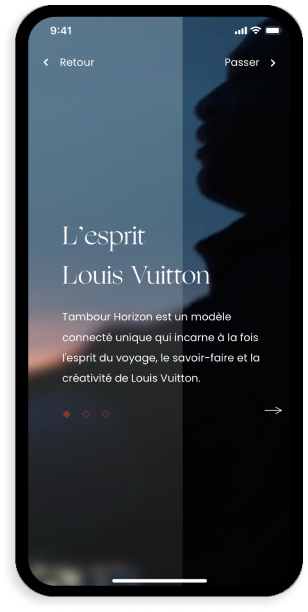 9:41
Retour
Passer
L'esprit
Louis Vuitton
Tambour Horizon est un modèle
connecté unique qui incarne à la fois
l'esprit du voyage, le savoir-faire et la
créativité de Louis Vuitton.